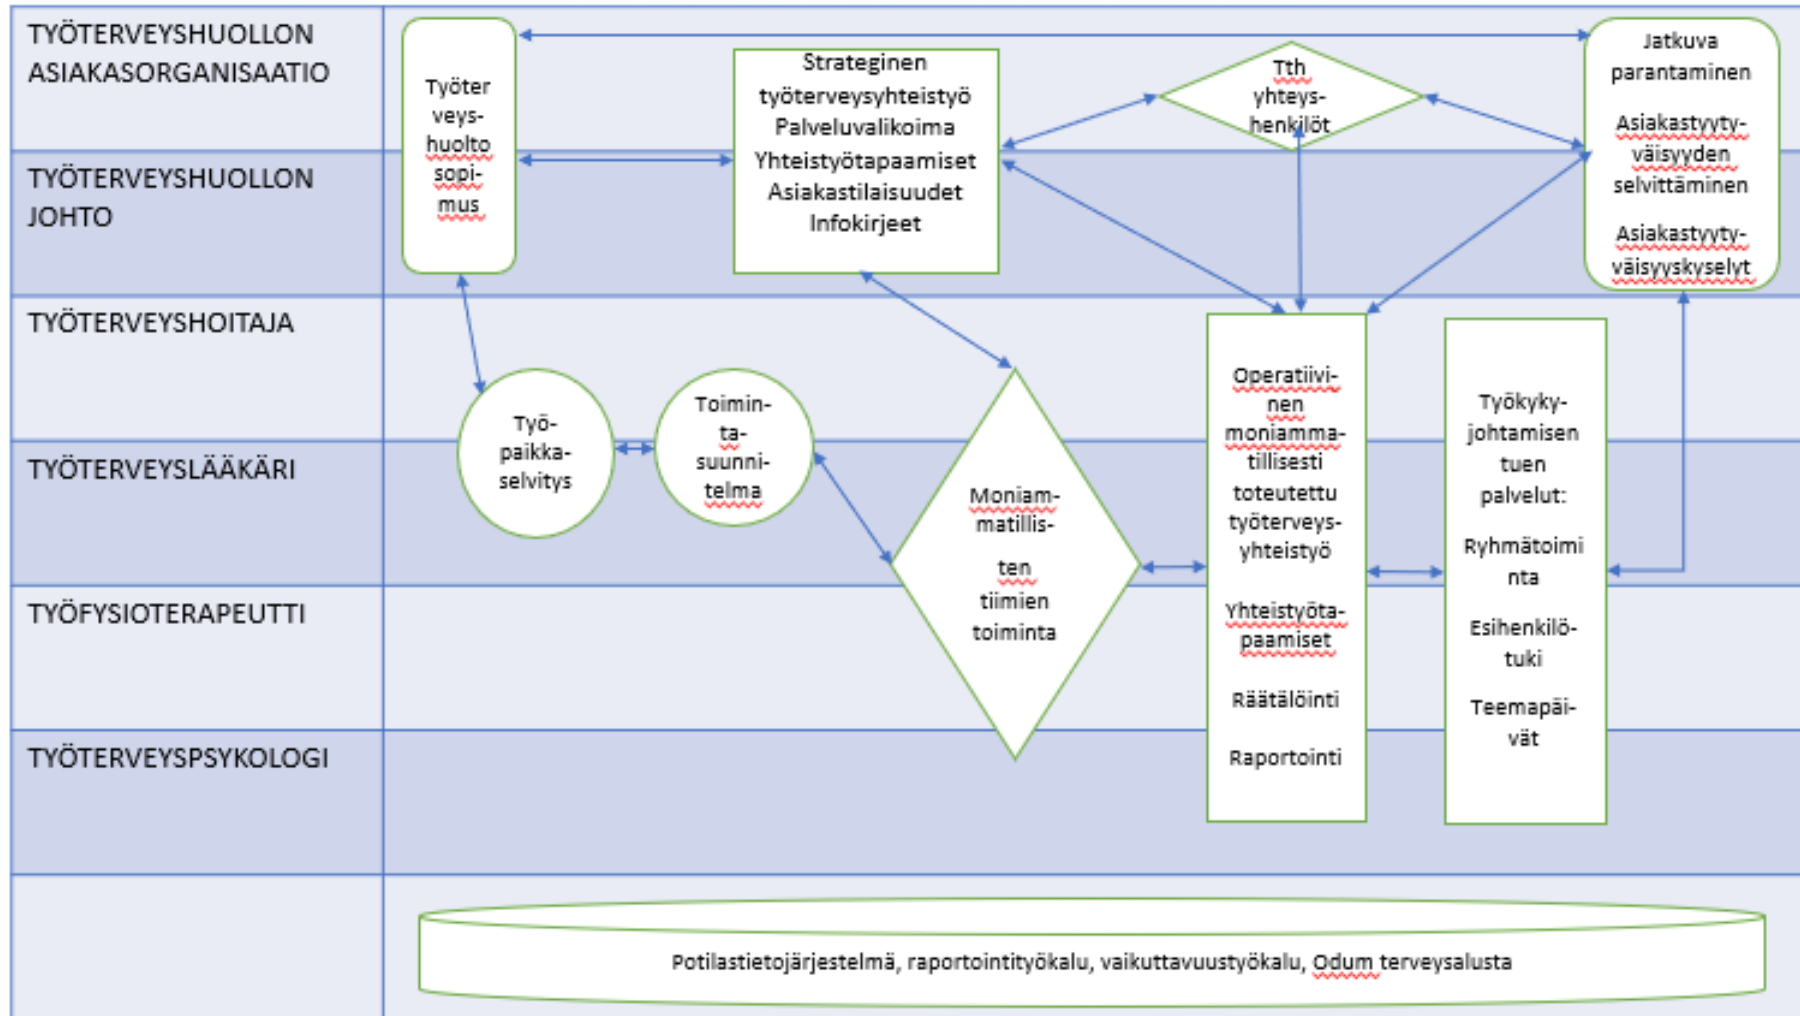 TYÖTERVEYSHUOLLON
ASIAKASORGANISAATIO
TYÖTERVEYSHUOLLON
JOHTO
TYÖTERVEYSHOITAJA
TYÖTERVEYSLÄÄKÄRI
TYÖFYSIOTERAPEUTTI
TYÖTERVEYSPSYKOLOGI
Työter
veys-
huolto
sopi-
mus
Strateginen
työterveysyhteistyö
Palveluvalikoima
Yhteistyötapaamiset
Asiakastilaisuudet
Infokirjeet
Tth
yhteys-
henkilöt
Jatkuva
parantaminen
Asiakastyyty-
väisyyden
selvittäminen
Asiakastyyty-
väisyyskyselyt
Työ-
paikka-
selvitys
Toimin-
ta-
suunni-
telma
Moniam-
matillis-
ten
tiimien
toiminta
Operatiivi-
nen
moniamma-
tillisesti
toteutettu
työterveys-
yhteistyö
Yhteistyöta-
paamiset
Räätälöinti
Raportointi
Työkyky-
johtamisen
tuen
palvelut:
Ryhmätoimi
nta
Esihenkilö-
tuki
Teemapäi-
vät
Potilastietojärjestelmä, raportointityökalu, vaikuttavuustyökalu, Odum terveysalusta